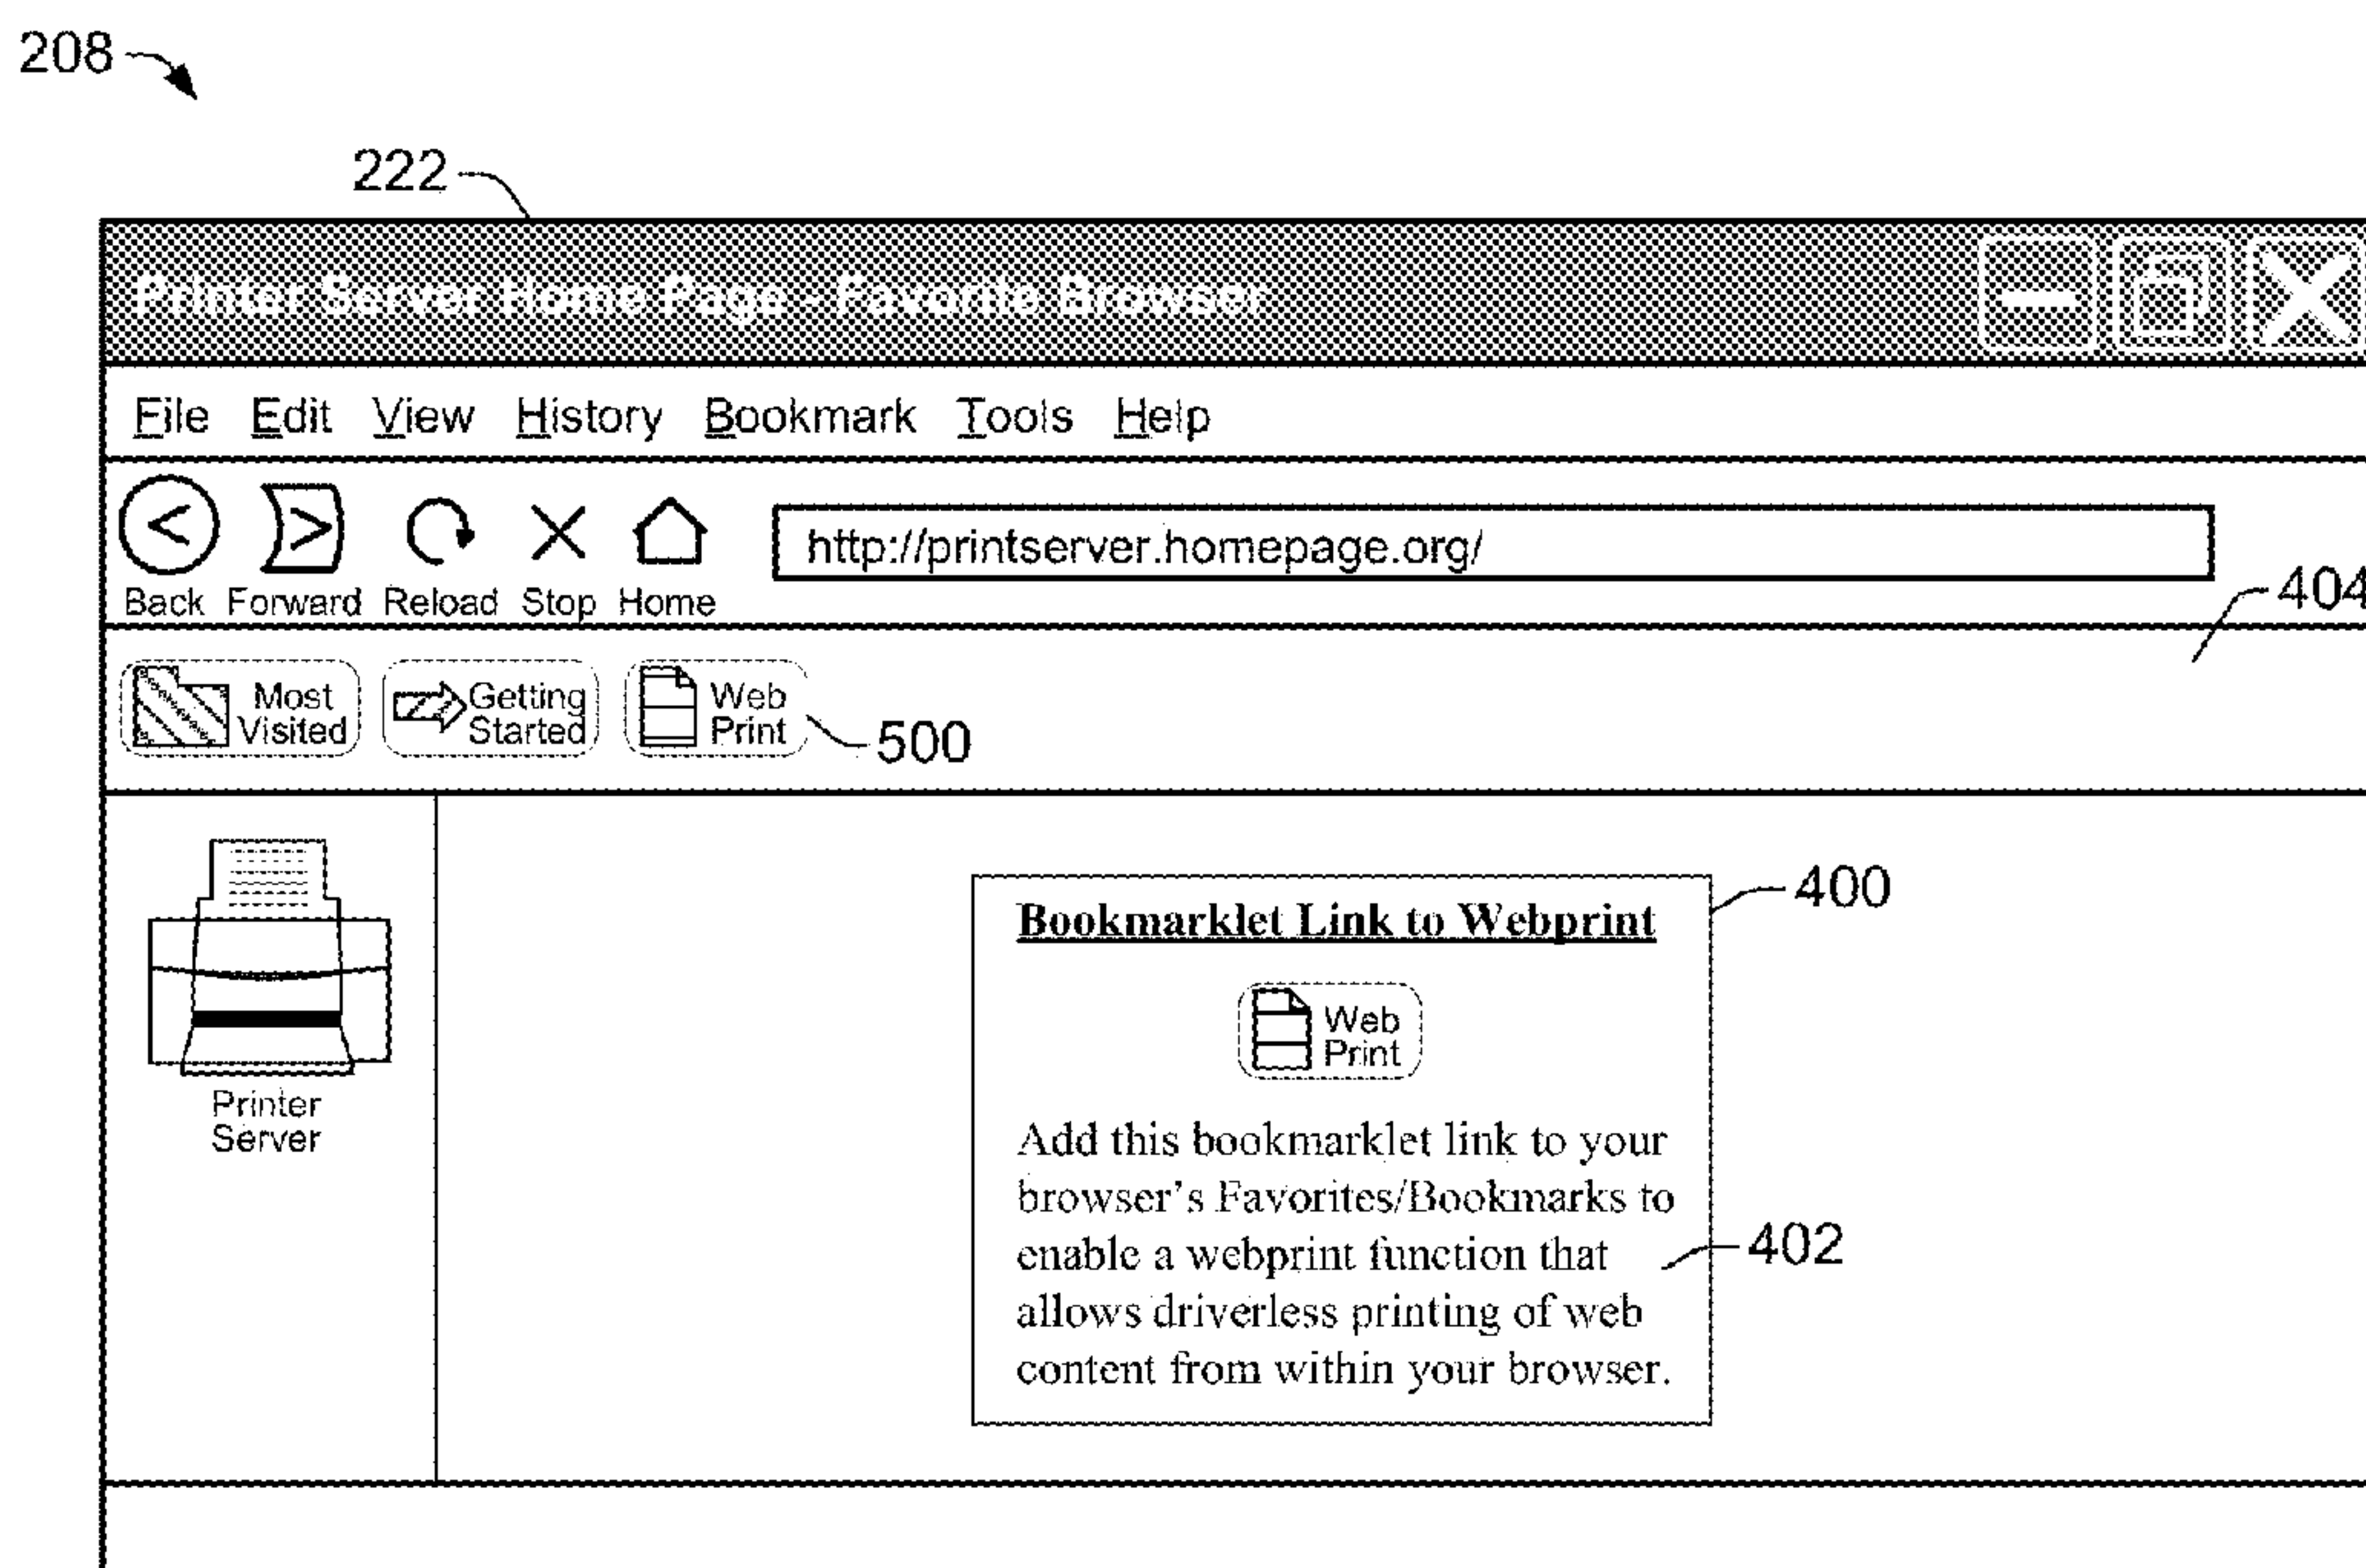 208
222
Printer Server Home Page - Favorite Browser
File Edit View History Bookmark Tools Help
http://printserver.homepage.org/
Back Forward Reload Stop Home
404
Most
Visited
Getting
Started
Web
Print
500
Printer
Server
400
Bookmarklet Link to Webprint
Web
Print
Add this bookmarklet link to your
browser's Favorites/Bookmarks to
enable a webprint function that
402
allows driverless printing of web
content from within your browser.